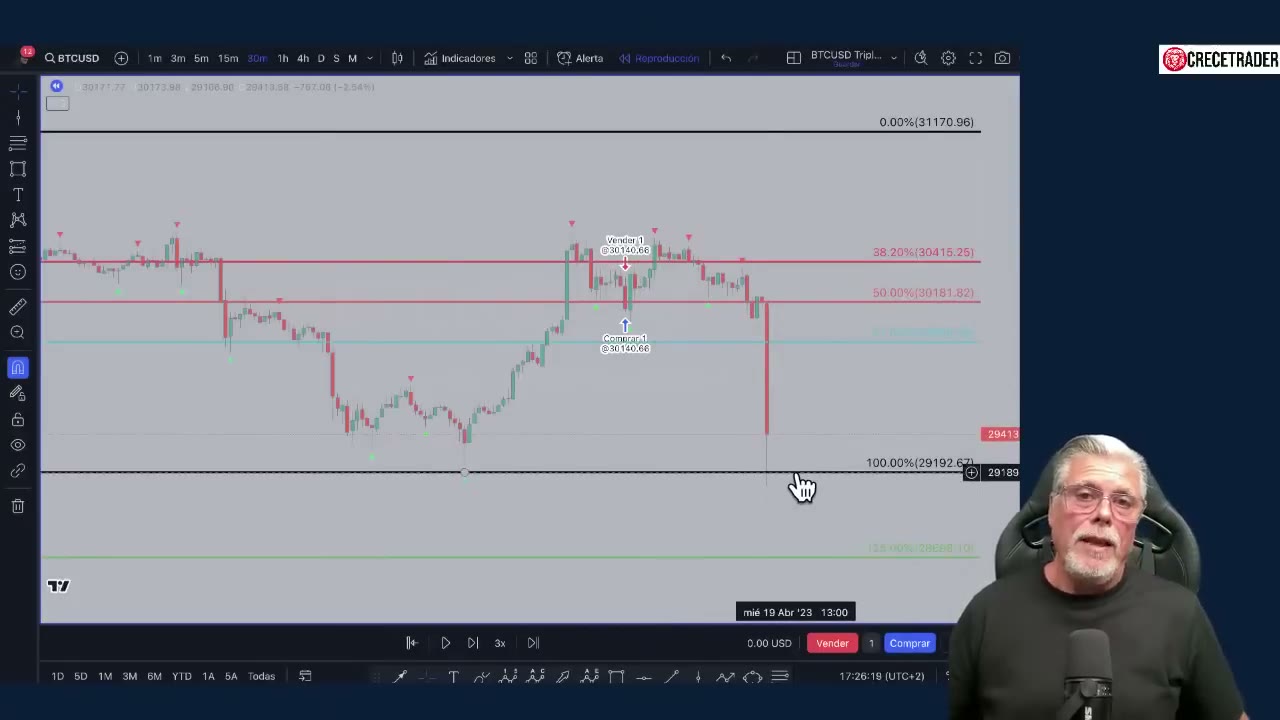 12
BTCUSD
1m 3m 5m 15m 30m 1h 4h D S M
Indicadores
Alerta
Reproducción
BTCUSD Tripl...
Guardar
CRECETRADER
0.00%(31170.96)
38.20%(30415.25)
50.00%(30181.82)
Vender 1
@30140.66
Comprar 1
@30140.66
29413
100.00%(29192.67)
29189
mié 19 Abr '23 13:00
3x
0.00 USD
Vender
1
Comprar
1D 5D 1M 3M 6M YTD 1A 5A Todas
17:26:19 (UTC+2)